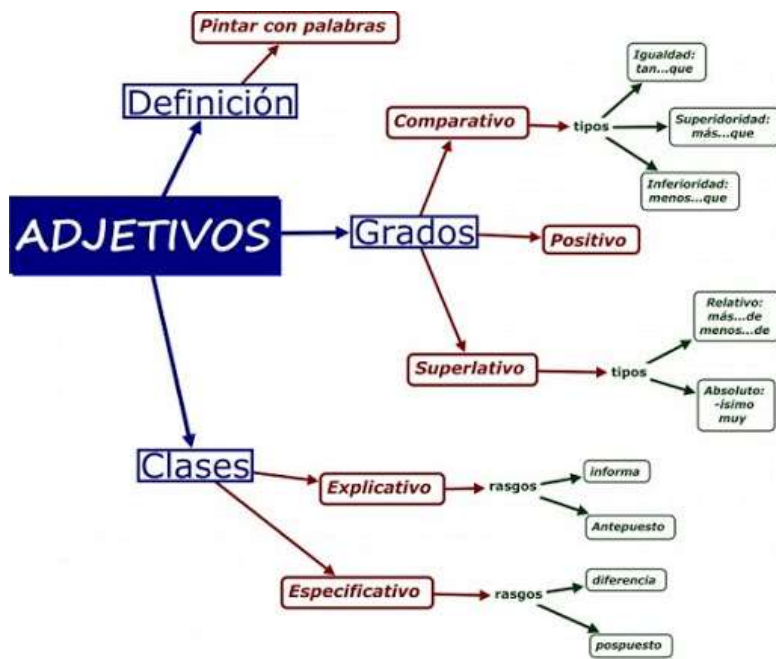 Pintar con palabras
Definición
ADJETIVOS
Grados
Comparativo
tipos
Igualdad:
tan...que
Superidoridad:
más...que
Inferioridad:
menos...que
Positivo
Superlativo
tipos
Relativo:
más...de
menos...de
Absoluto:
-ísimo
muy
Clases
Explicativo
rasgos
informa
Antepuesto
Especificativo
rasgos
diferencia
pospuesto